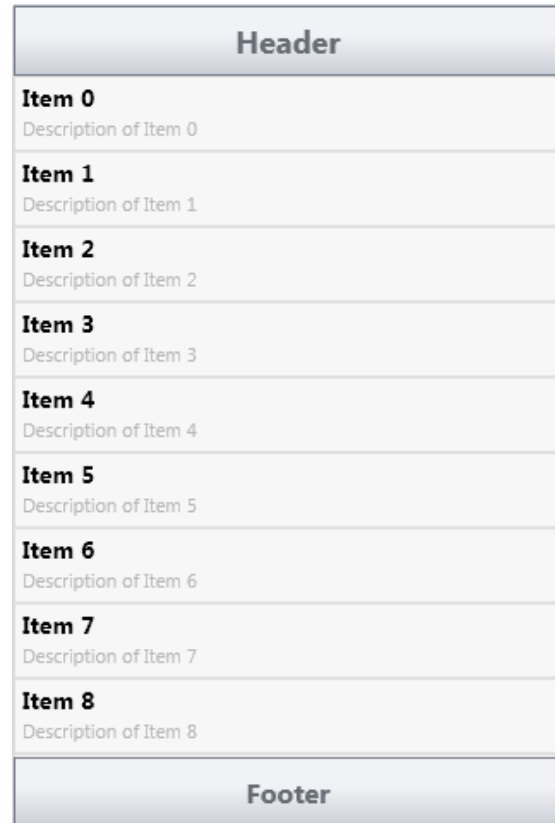 Header
Item 0
Description of Item 0
Item 1
Description of Item 1
Item 2
Description of Item 2
Item 3
Description of Item 3
Item 4
Description of Item 4
Item 5
Description of Item 5
Item 6
Description of Item 6
Item 7
Description of Item 7
Item 8
Description of Item 8
Footer